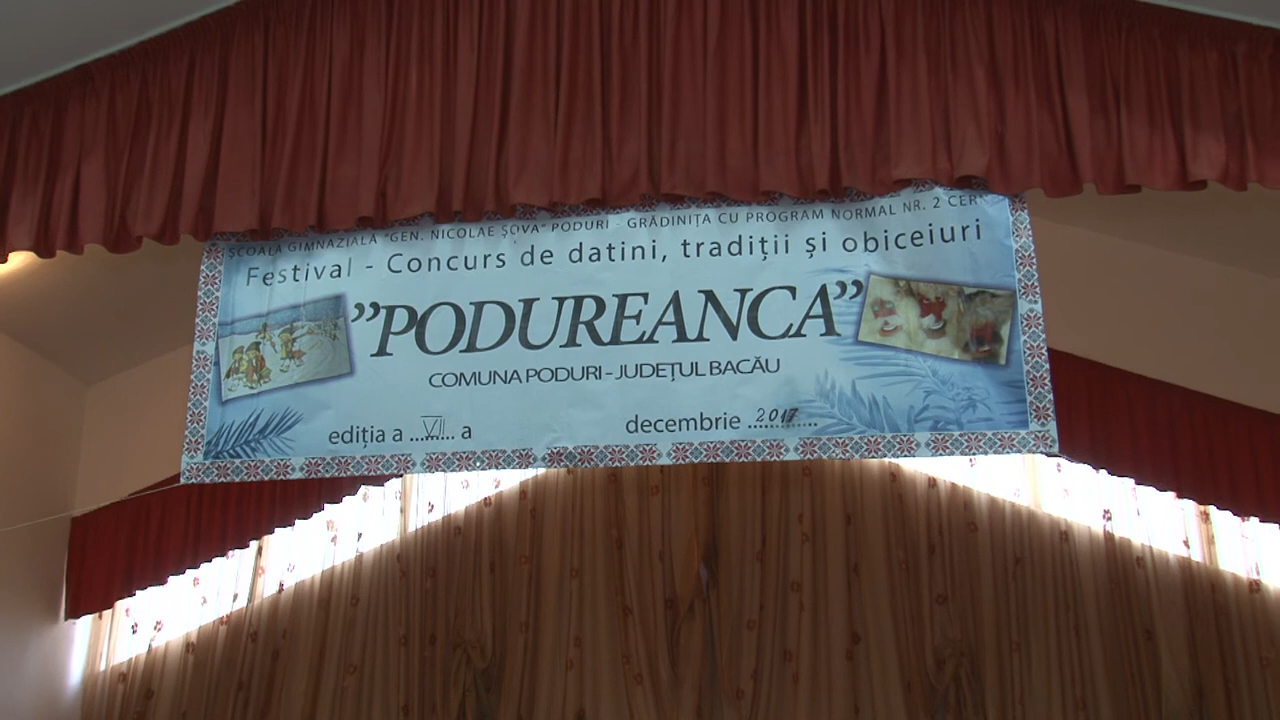 ȘCOALA GIMNAZIALĂ "GEN. NICOLAE ȘOVA" PODURI - GRĂDINIȚA CU PROGRAM NORMAL NR. 2
Festival - Concurs de datini, tradiții și obiceiuri
”PODUREANCA”
COMUNA PODURI - JUDEȚUL BACĂU
ediția a ...VII... a decembrie ...2017...